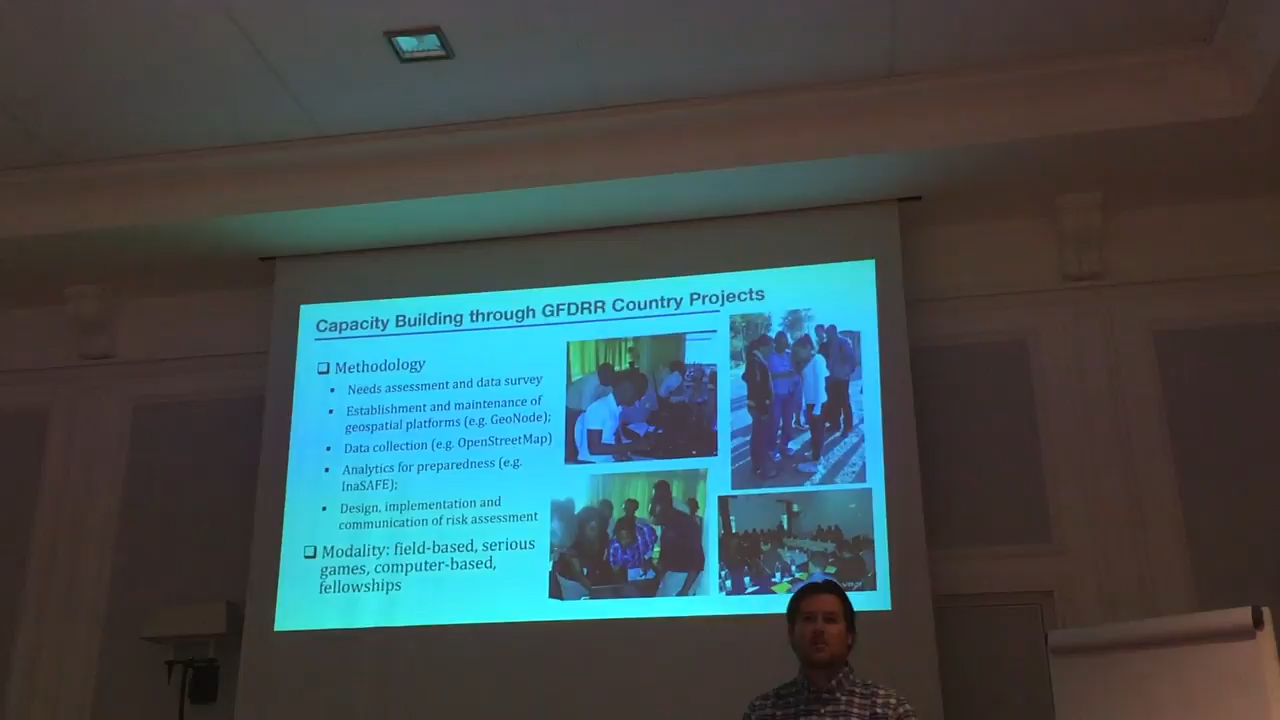 Capacity Building through GFDRR Country Projects
Methodology
Needs assessment and data survey
Establishment and maintenance of
geospatial platforms (e.g. GeoNode);
Data collection (e.g. OpenStreetMap)
Analytics for preparedness (e.g.
InaSAFE);
Design, implementation and
communication of risk assessment
Modality: field-based, serious
games, computer-based,
fellowships